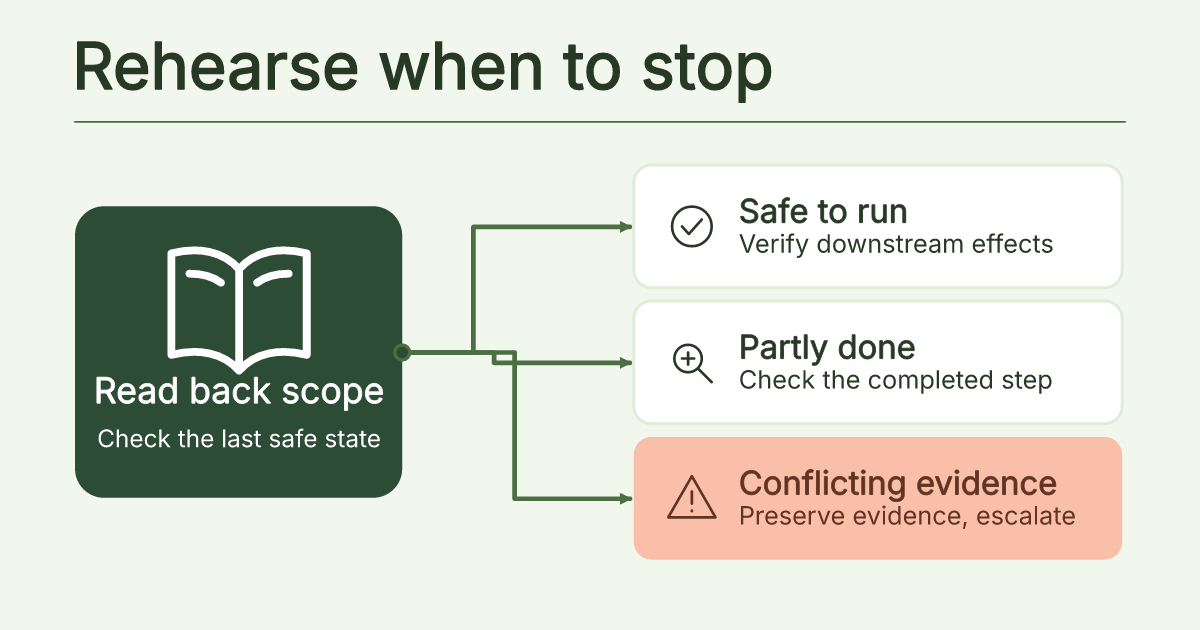 Rehearse when to stop
Read back scope
Check the last safe state
Safe to run
Verify downstream effects
Partly done
Check the completed step
Conflicting evidence
Preserve evidence, escalate